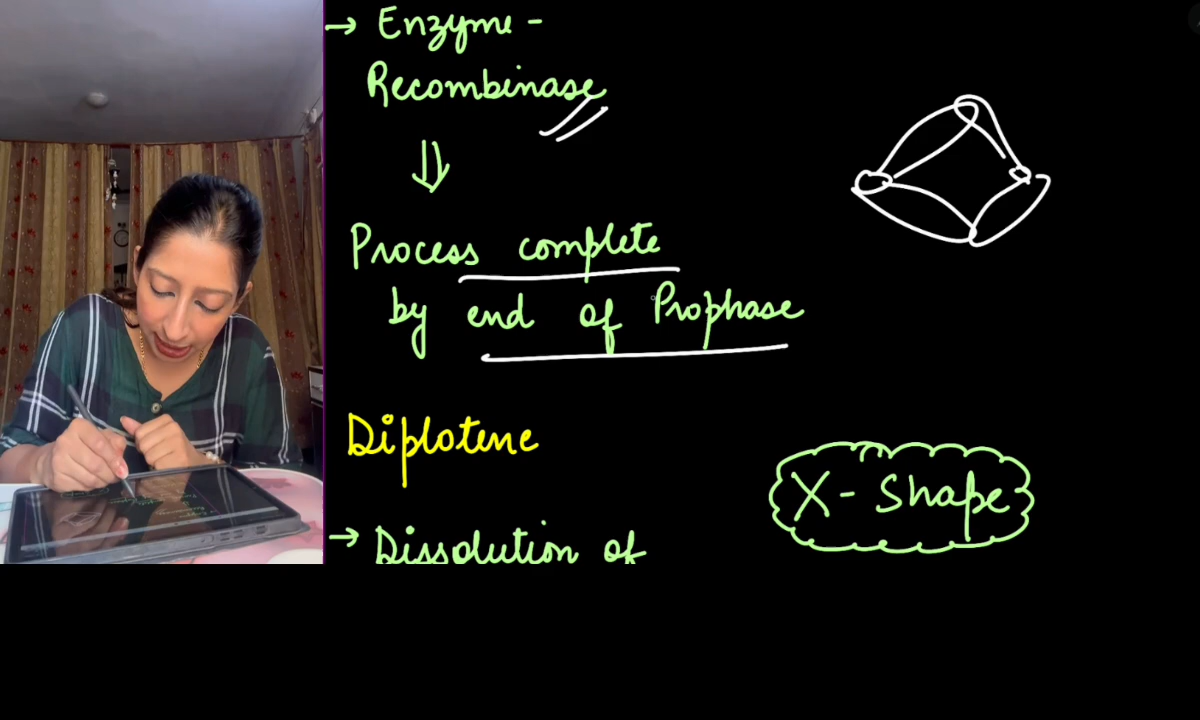 → Enzyme -
Recombinase
⇓
Process complete
by end of Prophase
Diplotene
X - Shape
→ Dissolution of